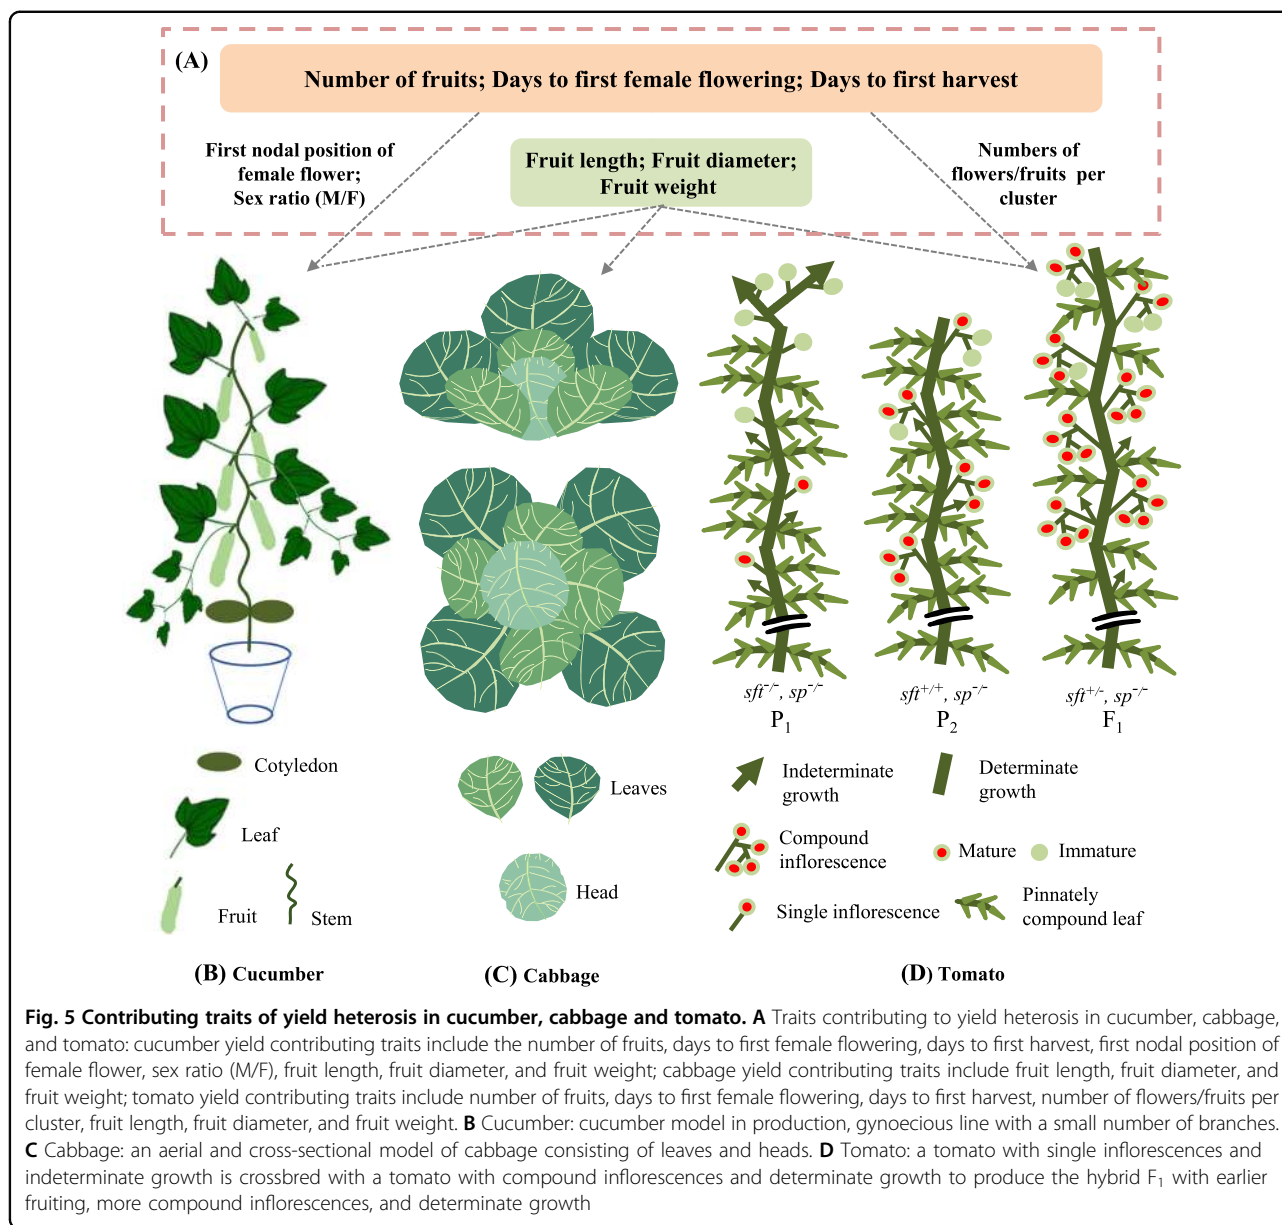 (A)
Number of fruits; Days to first female flowering; Days to first harvest
First nodal position of
female flower;
Sex ratio (M/F)
Fruit length; Fruit diameter;
Fruit weight
Numbers of
flowers/fruits per
cluster
sft-/-, sp-/-
P1
sft+/+, sp-/-
P2
sft+/-, sp-/-
F1
Cotyledon
Leaf
Fruit
Stem
(B) Cucumber
Leaves
Head
(C) Cabbage
Indeterminate
growth
Determinate
growth
Compound
inflorescence
Mature
Immature
Single inflorescence
Pinnately
compound leaf
(D) Tomato
Fig. 5 Contributing traits of yield heterosis in cucumber, cabbage and tomato. A Traits contributing to yield heterosis in cucumber, cabbage,
and tomato: cucumber yield contributing traits include the number of fruits, days to first female flowering, days to first harvest, first nodal position of
female flower, sex ratio (M/F), fruit length, fruit diameter, and fruit weight; cabbage yield contributing traits include fruit length, fruit diameter, and
fruit weight; tomato yield contributing traits include number of fruits, days to first female flowering, days to first harvest, number of flowers/fruits per
cluster, fruit length, fruit diameter, and fruit weight. B Cucumber: cucumber model in production, gynoecious line with a small number of branches.
C Cabbage: an aerial and cross-sectional model of cabbage consisting of leaves and heads. D Tomato: a tomato with single inflorescences and
indeterminate growth is crossbred with a tomato with compound inflorescences and determinate growth to produce the hybrid F1 with earlier
fruiting, more compound inflorescences, and determinate growth